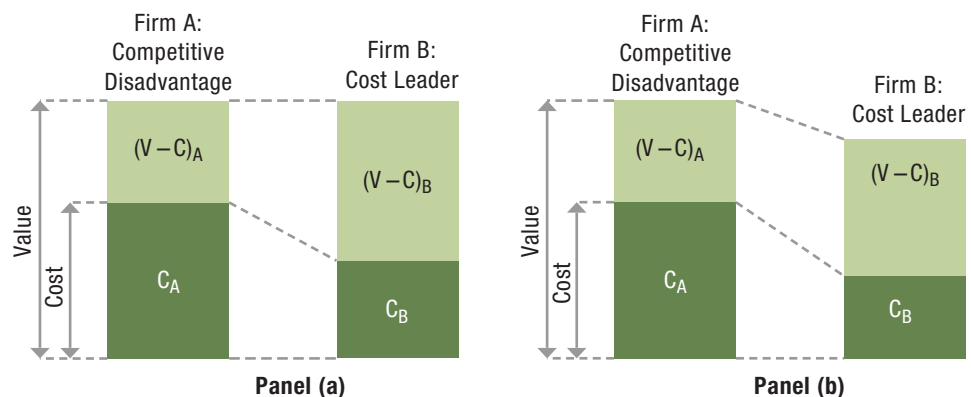 Firm A:
Competitive
Disadvantage
Firm B:
Cost Leader
(V – C)A
(V – C)B
Value
Cost
CA
CB
Panel (a)
Firm A:
Competitive
Disadvantage
Firm B:
Cost Leader
(V – C)A
(V – C)B
Value
Cost
CA
CB
Panel (b)